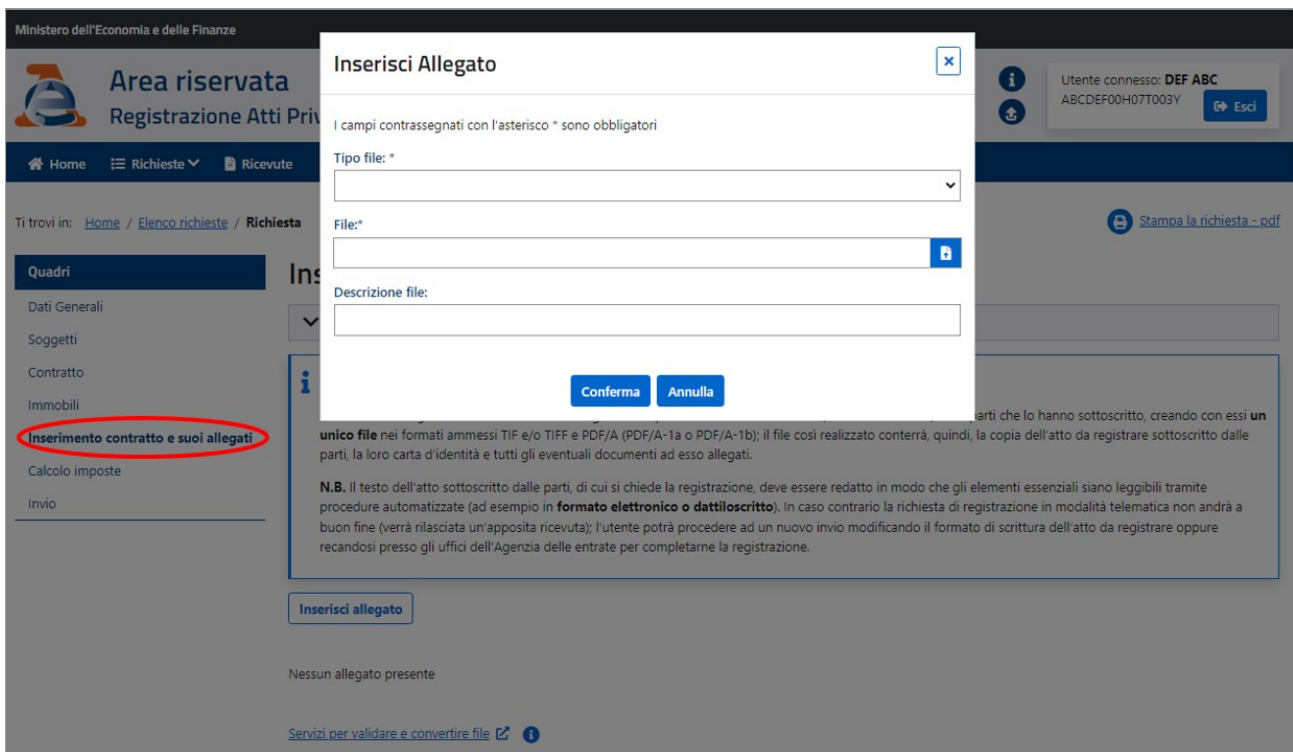 Ministero dell'Economia e delle Finanze
Area riservata
Registrazione Atti Priv
Utente connesso: DEF ABC
ABCDEF00H07T003Y
Esci
Home Richieste Ricevute
Ti trovi in: Home / Elenco richieste / Richiesta
Stampa la richiesta - pdf
Quadri
Dati Generali
Soggetti
Contratto
Immobili
Inserimento contratto e suoi allegati
Calcolo imposte
Invio
Ins
Inserisci Allegato
I campi contrassegnati con l'asterisco * sono obbligatori
Tipo file: *
File:*
Descrizione file:
Conferma Annulla
parti che lo hanno sottoscritto, creando con essi un
unico file nei formati ammessi TIF e/o TIFF e PDF/A (PDF/A-1a o PDF/A-1b); il file così realizzato conterrà, quindi, la copia dell'atto da registrare sottoscritto dalle
parti, la loro carta d'identità e tutti gli eventuali documenti ad esso allegati.
N.B. Il testo dell'atto sottoscritto dalle parti, di cui si chiede la registrazione, deve essere redatto in modo che gli elementi essenziali siano leggibili tramite
procedure automatizzate (ad esempio in formato elettronico o dattiloscritto). In caso contrario la richiesta di registrazione in modalità telematica non andrà a
buon fine (verrà rilasciata un'apposita ricevuta); l'utente potrà procedere ad un nuovo invio modificando il formato di scrittura dell'atto da registrare oppure
recandosi presso gli uffici dell'Agenzia delle entrate per completarne la registrazione.
Inserisci allegato
Nessun allegato presente
Servizi per validare e convertire file